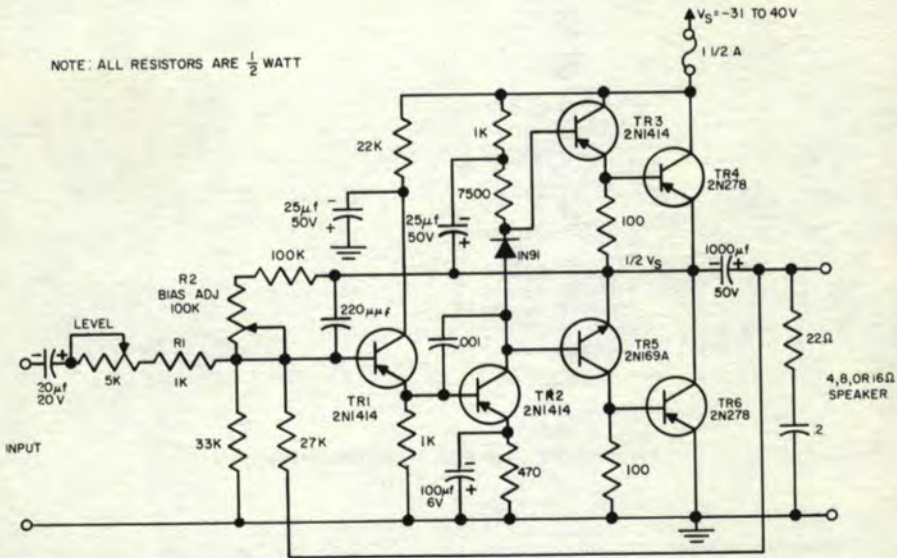 NOTE: ALL RESISTORS ARE 1/2 WATT
VS = -31 TO 40V
1 1/2 A
22K
1K
TR3
2N1414
TR4
2N278
7500
25μf
50V
25μf
50V
100
100K
1N91
1000μf
50V
1/2 VS
R2
BIAS ADJ
100K
220μμf
LEVEL
R1
.001
TR5
2N169A
22Ω
20μf
20V
5K
1K
TR1
2N1414
TR2
2N1414
TR6
2N278
4,8,OR 16Ω
SPEAKER
INPUT
33K
27K
1K
100μf
6V
470
100
.2